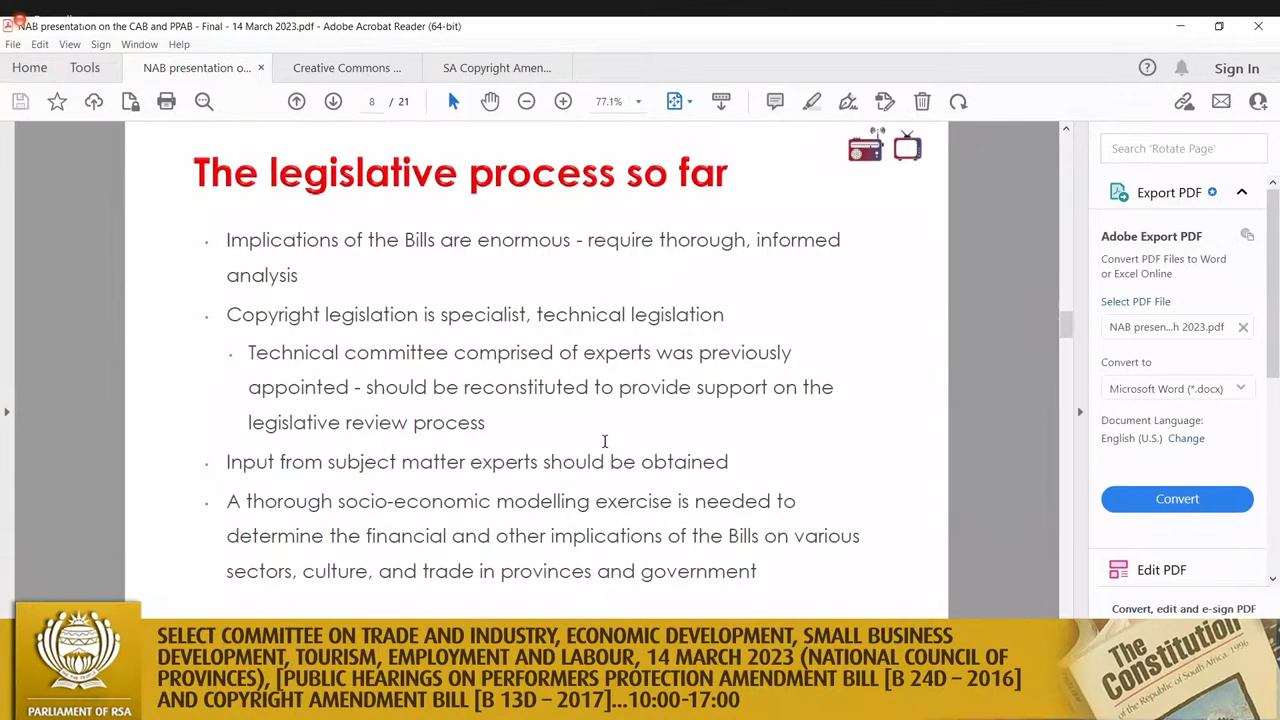 NAB presentation on the CAB and PPAB - Final - 14 March 2023.pdf - Adobe Acrobat Reader (64-bit)
File Edit View Sign Window Help
Home Tools NAB presentation o... × Creative Commons ... SA Copyright Amen... Sign In
8 / 21 77.1%
The legislative process so far
Implications of the Bills are enormous - require thorough, informed
analysis
Copyright legislation is specialist, technical legislation
Technical committee comprised of experts was previously
appointed - should be reconstituted to provide support on the
legislative review process
Input from subject matter experts should be obtained
A thorough socio-economic modelling exercise is needed to
determine the financial and other implications of the Bills on various
sectors, culture, and trade in provinces and government
Search 'Rotate Page'
Export PDF
Adobe Export PDF
Convert PDF Files to Word
or Excel Online
Select PDF File
NAB presen...h 2023.pdf
Convert to
Microsoft Word (*.docx)
Document Language:
English (U.S.) Change
Convert
Edit PDF
Convert, edit and e-sign PDF
SELECT COMMITTEE ON TRADE AND INDUSTRY, ECONOMIC DEVELOPMENT, SMALL BUSINESS
DEVELOPMENT, TOURISM, EMPLOYMENT AND LABOUR, 14 MARCH 2023 (NATIONAL COUNCIL OF
PROVINCES), [PUBLIC HEARINGS ON PERFORMERS PROTECTION AMENDMENT BILL [B 24D – 2016]
AND COPYRIGHT AMENDMENT BILL [B 13D – 2017]...10:00-17:00
PARLIAMENT OF RSA
The
Constitution
of the Republic of South Africa, 1996